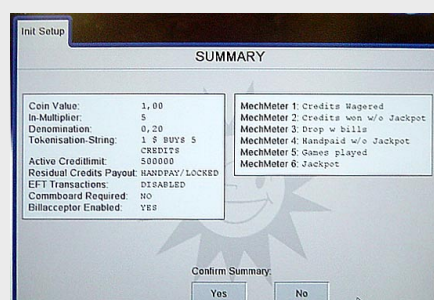 Init Setup
SUMMARY
Coin Value: 1,00
In-Multiplier: 5
Denomination: 0,20
Tokenisation-String: 1 $ BUYS 5
CREDITS
Active Creditlimit: 500000
Residual Credits Payout: HANDPAY/LOCKED
EFT Transactions: DISABLED
Commboard Required: NO
Billacceptor Enabled: YES
MechMeter 1: Credits Wagered
MechMeter 2: Credits won w/o Jackpot
MechMeter 3: Drop w bills
MechMeter 4: Handpaid w/o Jackpot
MechMeter 5: Games played
MechMeter 6: Jackpot
Confirm Summary:
Yes No